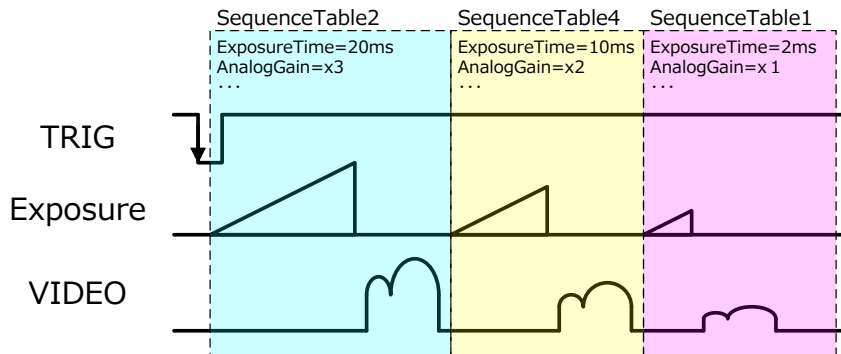 SequenceTable2
SequenceTable4
SequenceTable1
ExposureTime=20ms
AnalogGain=x3
...
ExposureTime=10ms
AnalogGain=x2
...
ExposureTime=2ms
AnalogGain=x 1
...
TRIG
Exposure
VIDEO